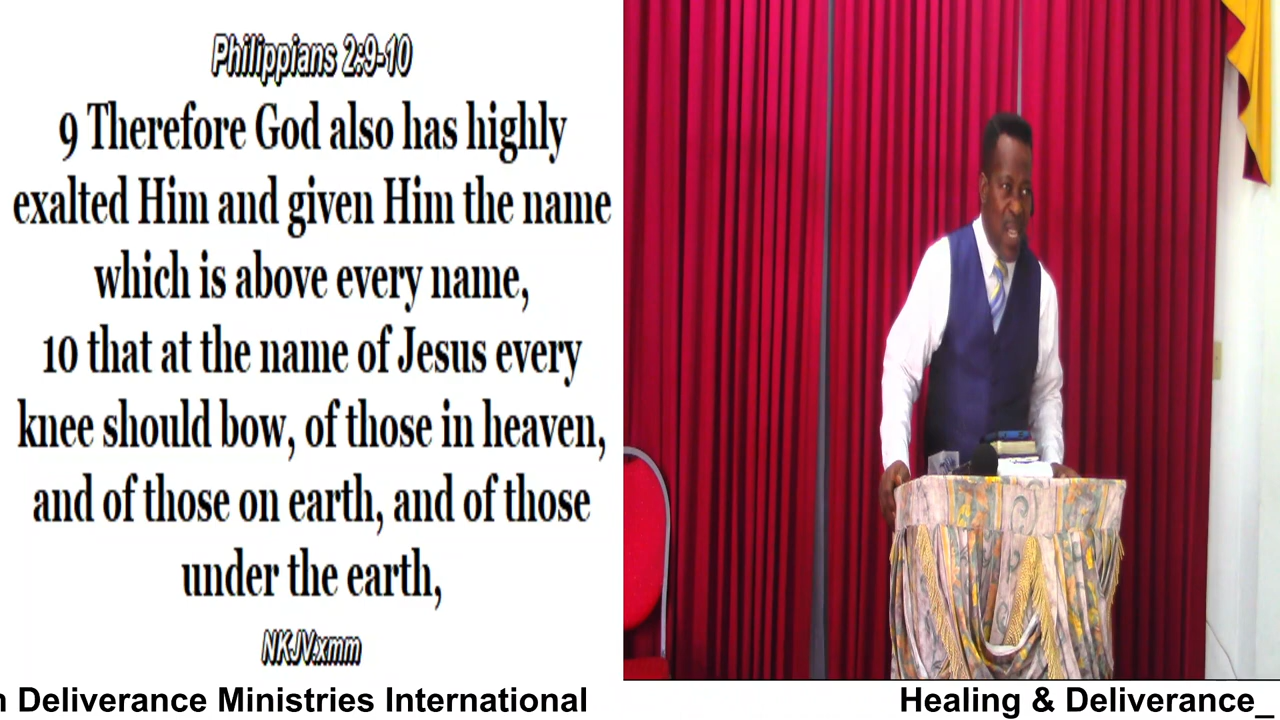 Philippians 2:9-10
9 Therefore God also has highly
exalted Him and given Him the name
which is above every name,
10 that at the name of Jesus every
knee should bow, of those in heaven,
and of those on earth, and of those
under the earth,
NKJV.xmm
Deliverance Ministries International
Healing & Deliverance_